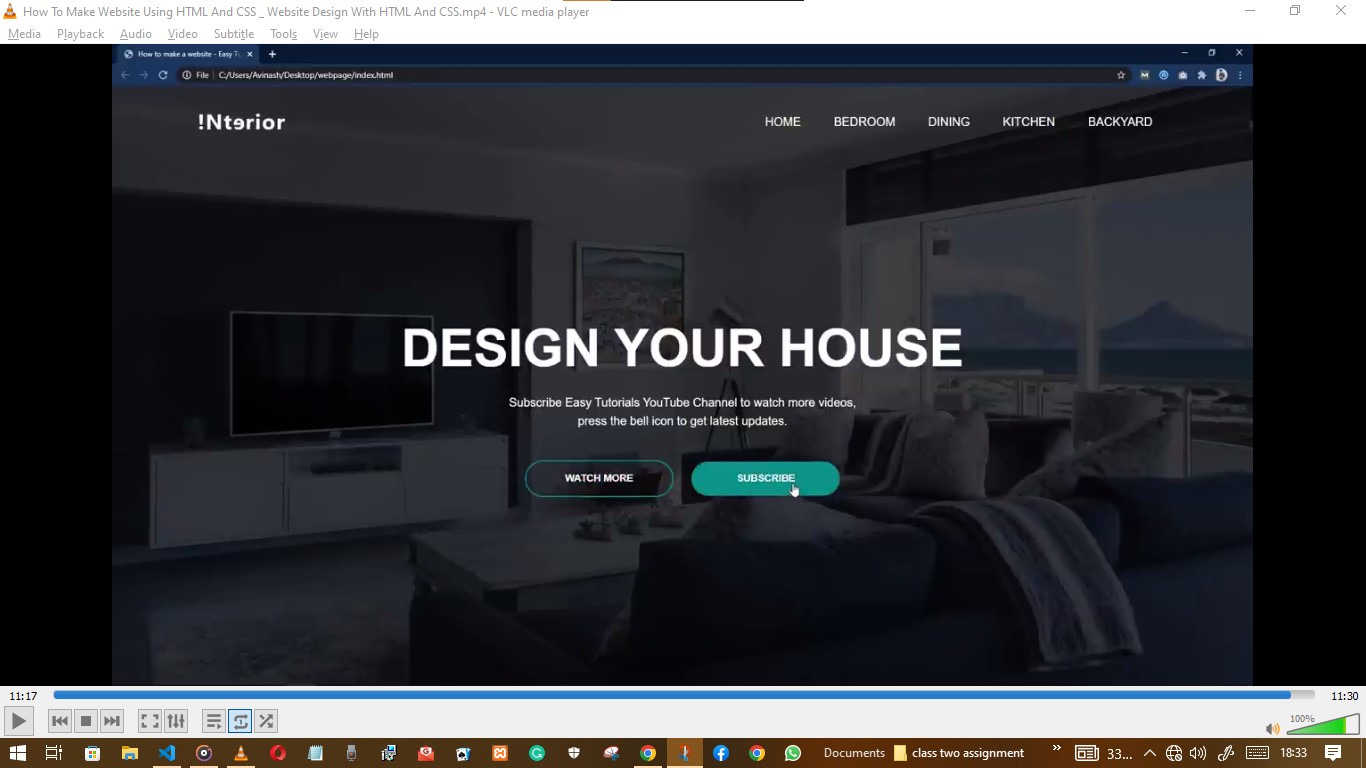 How To Make Website Using HTML And CSS _ Website Design With HTML And CSS.mp4 - VLC media player
Media Playback Audio Video Subtitle Tools View Help
How to make a website - Easy Tu
File C:/Users/Avinash/Desktop/webpage/index.html
!Ntɘrior HOME BEDROOM DINING KITCHEN BACKYARD
DESIGN YOUR HOUSE
Subscribe Easy Tutorials YouTube Channel to watch more videos,
press the bell icon to get latest updates.
WATCH MORE SUBSCRIBE
11:17 11:30
100%
Documents class two assignment » 33... 18:33